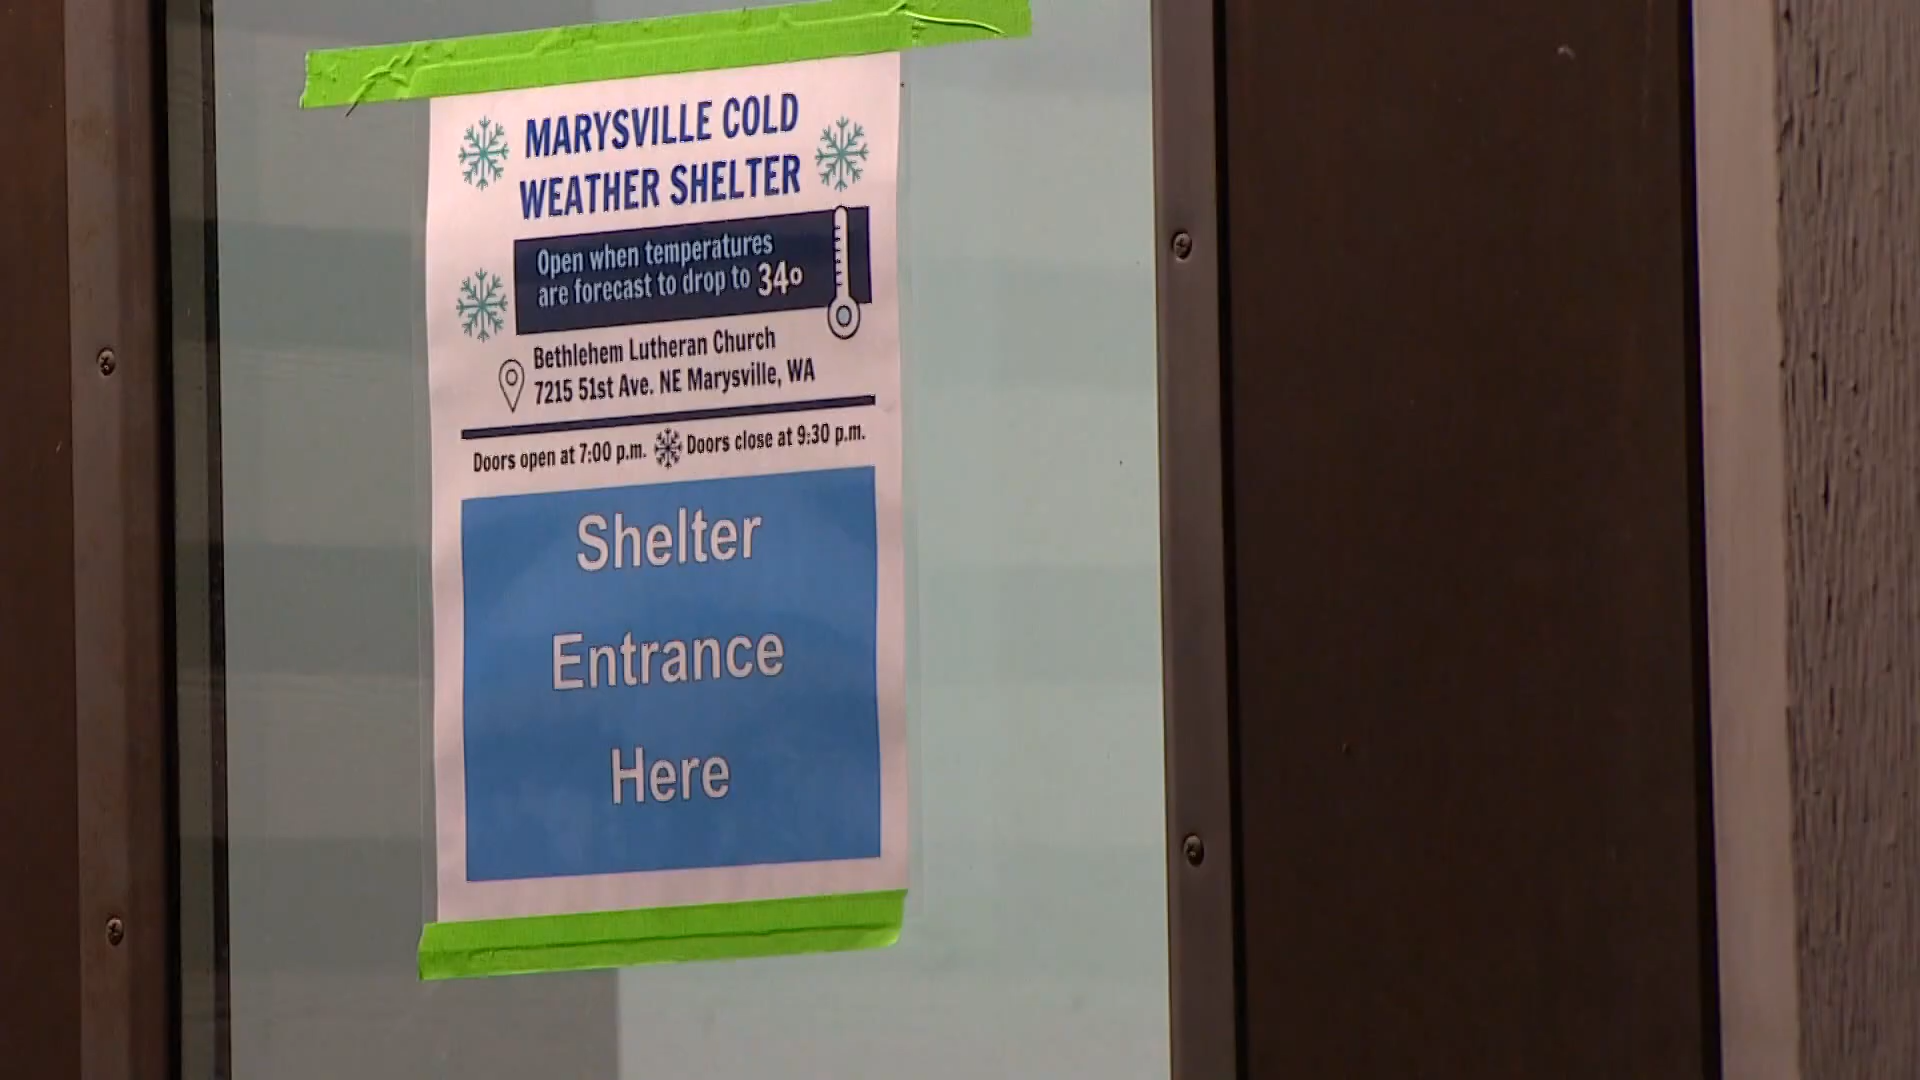 MARYSVILLE COLD
WEATHER SHELTER
Open when temperatures
are forecast to drop to 34º
Bethlehem Lutheran Church
7215 51st Ave. NE Marysville, WA
Doors open at 7:00 p.m. Doors close at 9:30 p.m.
Shelter
Entrance
Here